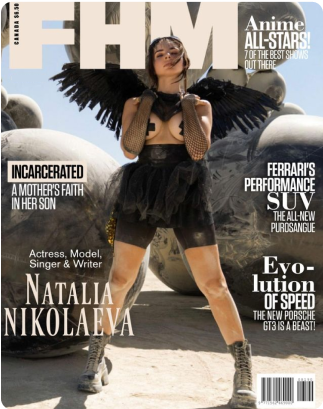 CANADA $8.50
FHM
Anime
ALL-STARS!
7 OF THE BEST SHOWS
OUT THERE
INCARCERATED
A MOTHER'S FAITH
IN HER SON
FERRARI'S
PERFORMANCE
SUV
THE ALL-NEW
PUROSANGUE
Actress, Model,
Singer & Writer
NATALIA
NIKOLAEVA
Evo-
lution
OF SPEED
THE NEW PORSCHE
GT3 IS A BEAST!